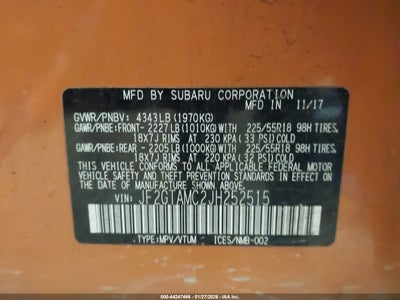 MFD BY SUBARU CORPORATION
MFD IN 11/17
GVWR/PNBV: 4343LB (1970KG)
GAWR/PNBE:FRONT- 2227LB(1010KG)WITH 225/55R18 98H TIRES,
18X7J RIMS AT 230 KPA (33 PSI)COLD
GAWR/PNBE:REAR - 2205LB(1000KG)WITH 225/55R18 98H TIRES,
18X7J RIMS AT 220 KPA (32 PSI)COLD
THIS VEHICLE CONFORMS TO ALL APPLICABLE FEDERAL MOTOR
VEHICLE SAFETY, BUMPER, AND THEFT PREVENTION STANDARDS
IN EFFECT ON THE DATE OF MANUFACTURE SHOWN ABOVE.
VIN: JF2GTAMC2JH252515
TYPE:MPV/VTUM ICES/NMB-002
ID: 000-44247468 - 01/27/2026 - IAA Inc.